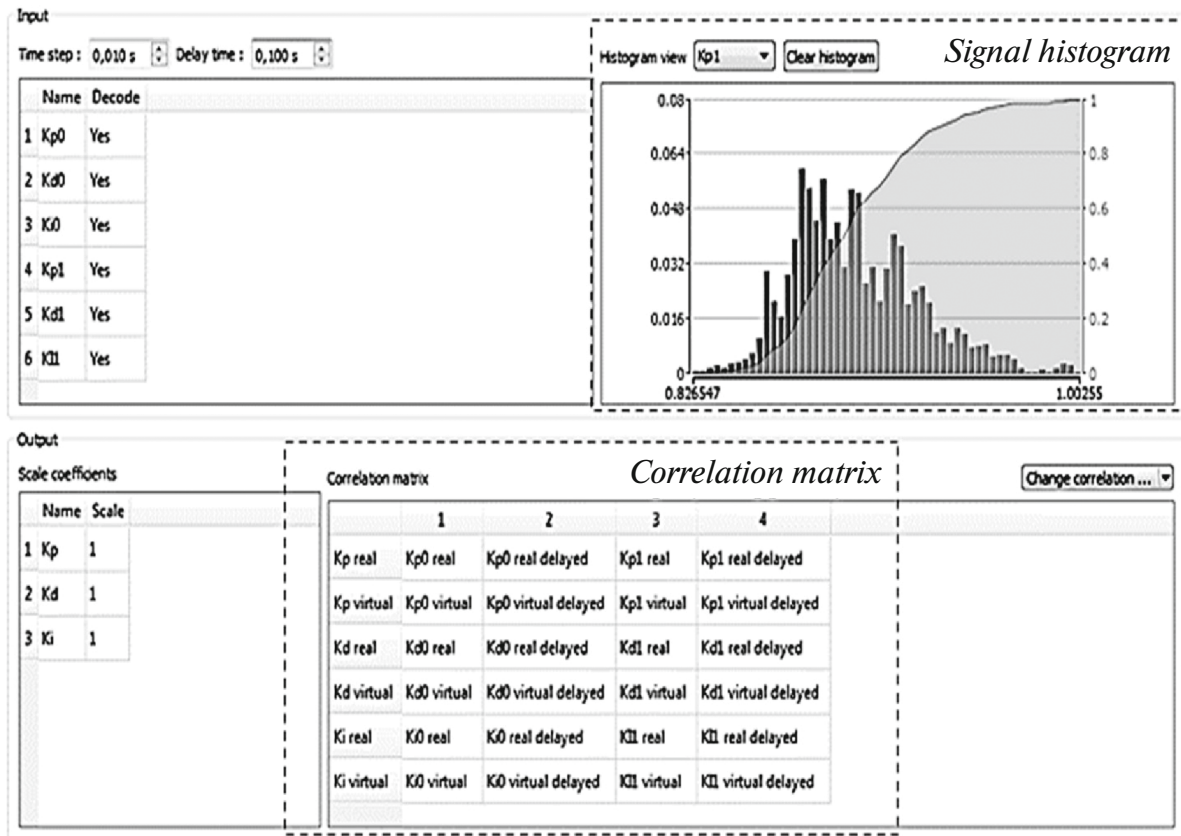 Input
Time step : 0,010 s Delay time : 0,100 s
Name Decode
1 Kp0 Yes
2 Kd0 Yes
3 Ki0 Yes
4 Kp1 Yes
5 Kd1 Yes
6 KI1 Yes
Histogram view Kp1 Clear histogram Signal histogram
0.08 1
0.064 0.8
0.048 0.6
0.032 0.4
0.016 0.2
0 0
0.826547 1.00255
Output
Scale coefficients
Name Scale
1 Kp 1
2 Kd 1
3 Ki 1
Correlation matrix Correlation matrix Change correlation ...
1 2 3 4
Kp real Kp0 real Kp0 real delayed Kp1 real Kp1 real delayed
Kp virtual Kp0 virtual Kp0 virtual delayed Kp1 virtual Kp1 virtual delayed
Kd real Kd0 real Kd0 real delayed Kd1 real Kd1 real delayed
Kd virtual Kd0 virtual Kd0 virtual delayed Kd1 virtual Kd1 virtual delayed
Ki real Ki0 real Ki0 real delayed KI1 real KI1 real delayed
Ki virtual Ki0 virtual Ki0 virtual delayed KI1 virtual KI1 virtual delayed